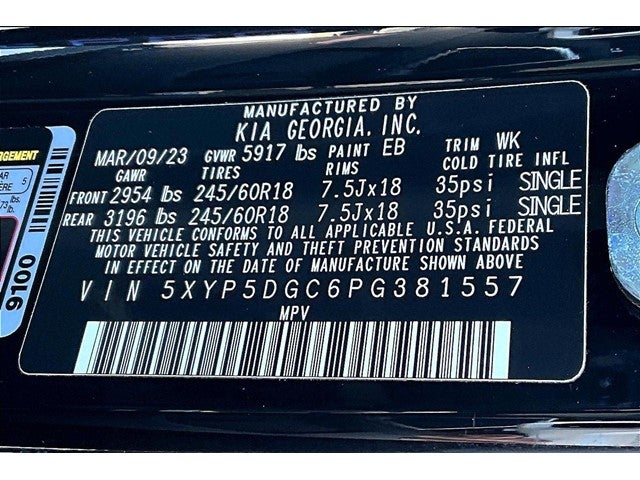 MANUFACTURED BY
KIA GEORGIA, INC.
MAR/09/23 GVWR 5917 lbs PAINT EB TRIM WK
GAWR TIRES RIMS COLD TIRE INFL
FRONT 2954 lbs 245/60R18 7.5Jx18 35psi SINGLE
REAR 3196 lbs 245/60R18 7.5Jx18 35psi SINGLE
THIS VEHICLE CONFORMS TO ALL APPLICABLE U.S.A. FEDERAL
MOTOR VEHICLE SAFETY AND THEFT PREVENTION STANDARDS
IN EFFECT ON THE DATE OF MANUFACTURE SHOWN ABOVE
VIN 5XYP5DGC6PG381557
MPV
5
lb.
9100